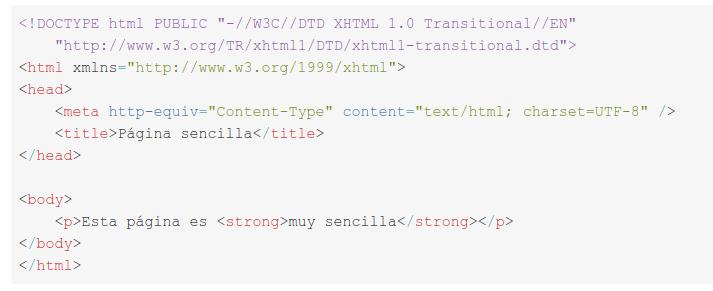 <!DOCTYPE html PUBLIC "-//W3C//DTD XHTML 1.0 Transitional//EN"
"http://www.w3.org/TR/xhtml1/DTD/xhtml1-transitional.dtd">
<html xmlns="http://www.w3.org/1999/xhtml">
<head>
<meta http-equiv="Content-Type" content="text/html; charset=UTF-8" />
<title>Página sencilla</title>
</head>
<body>
<p>Esta página es <strong>muy sencilla</strong></p>
</body>
</html>